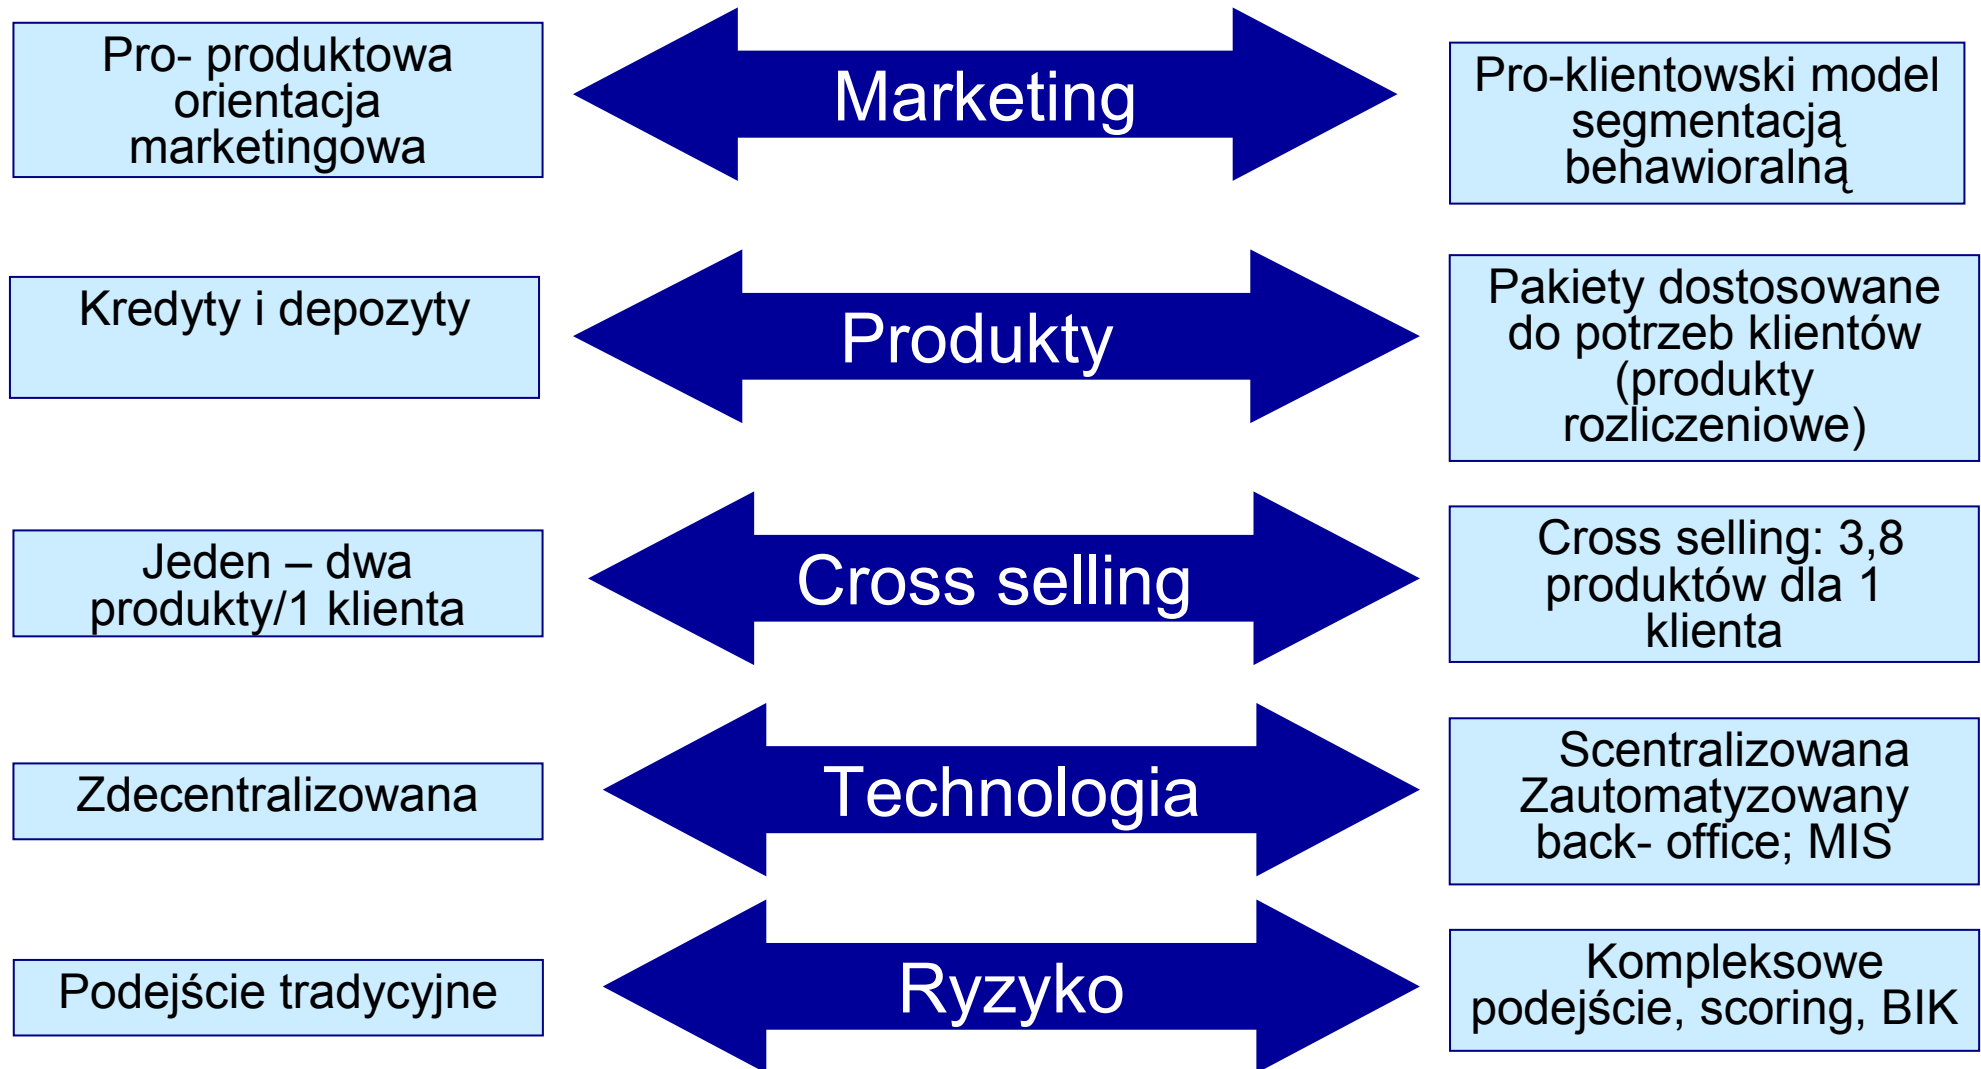 Pro- produktowa
orientacja
marketingowa
Marketing
Pro-klientowski model
segmentacją
behawioralną
Kredyty i depozyty
Produkty
Pakiety dostosowane
do potrzeb klientów
(produkty
rozliczeniowe)
Jeden – dwa
produkty/1 klienta
Cross selling
Cross selling: 3,8
produktów dla 1
klienta
Zdecentralizowana
Technologia
Scentralizowana
Zautomatyzowany
back- office; MIS
Podejście tradycyjne
Ryzyko
Kompleksowe
podejście, scoring, BIK